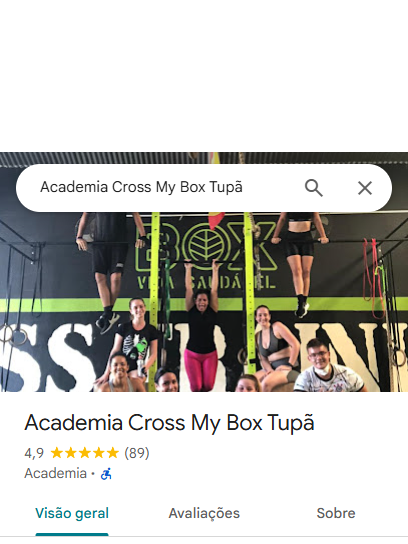 Academia Cross My Box Tupã
BOX
VIDA SAUDÁVEL
Academia Cross My Box Tupã
4,9 (89)
Academia ·
Visão geral
Avaliações
Sobre